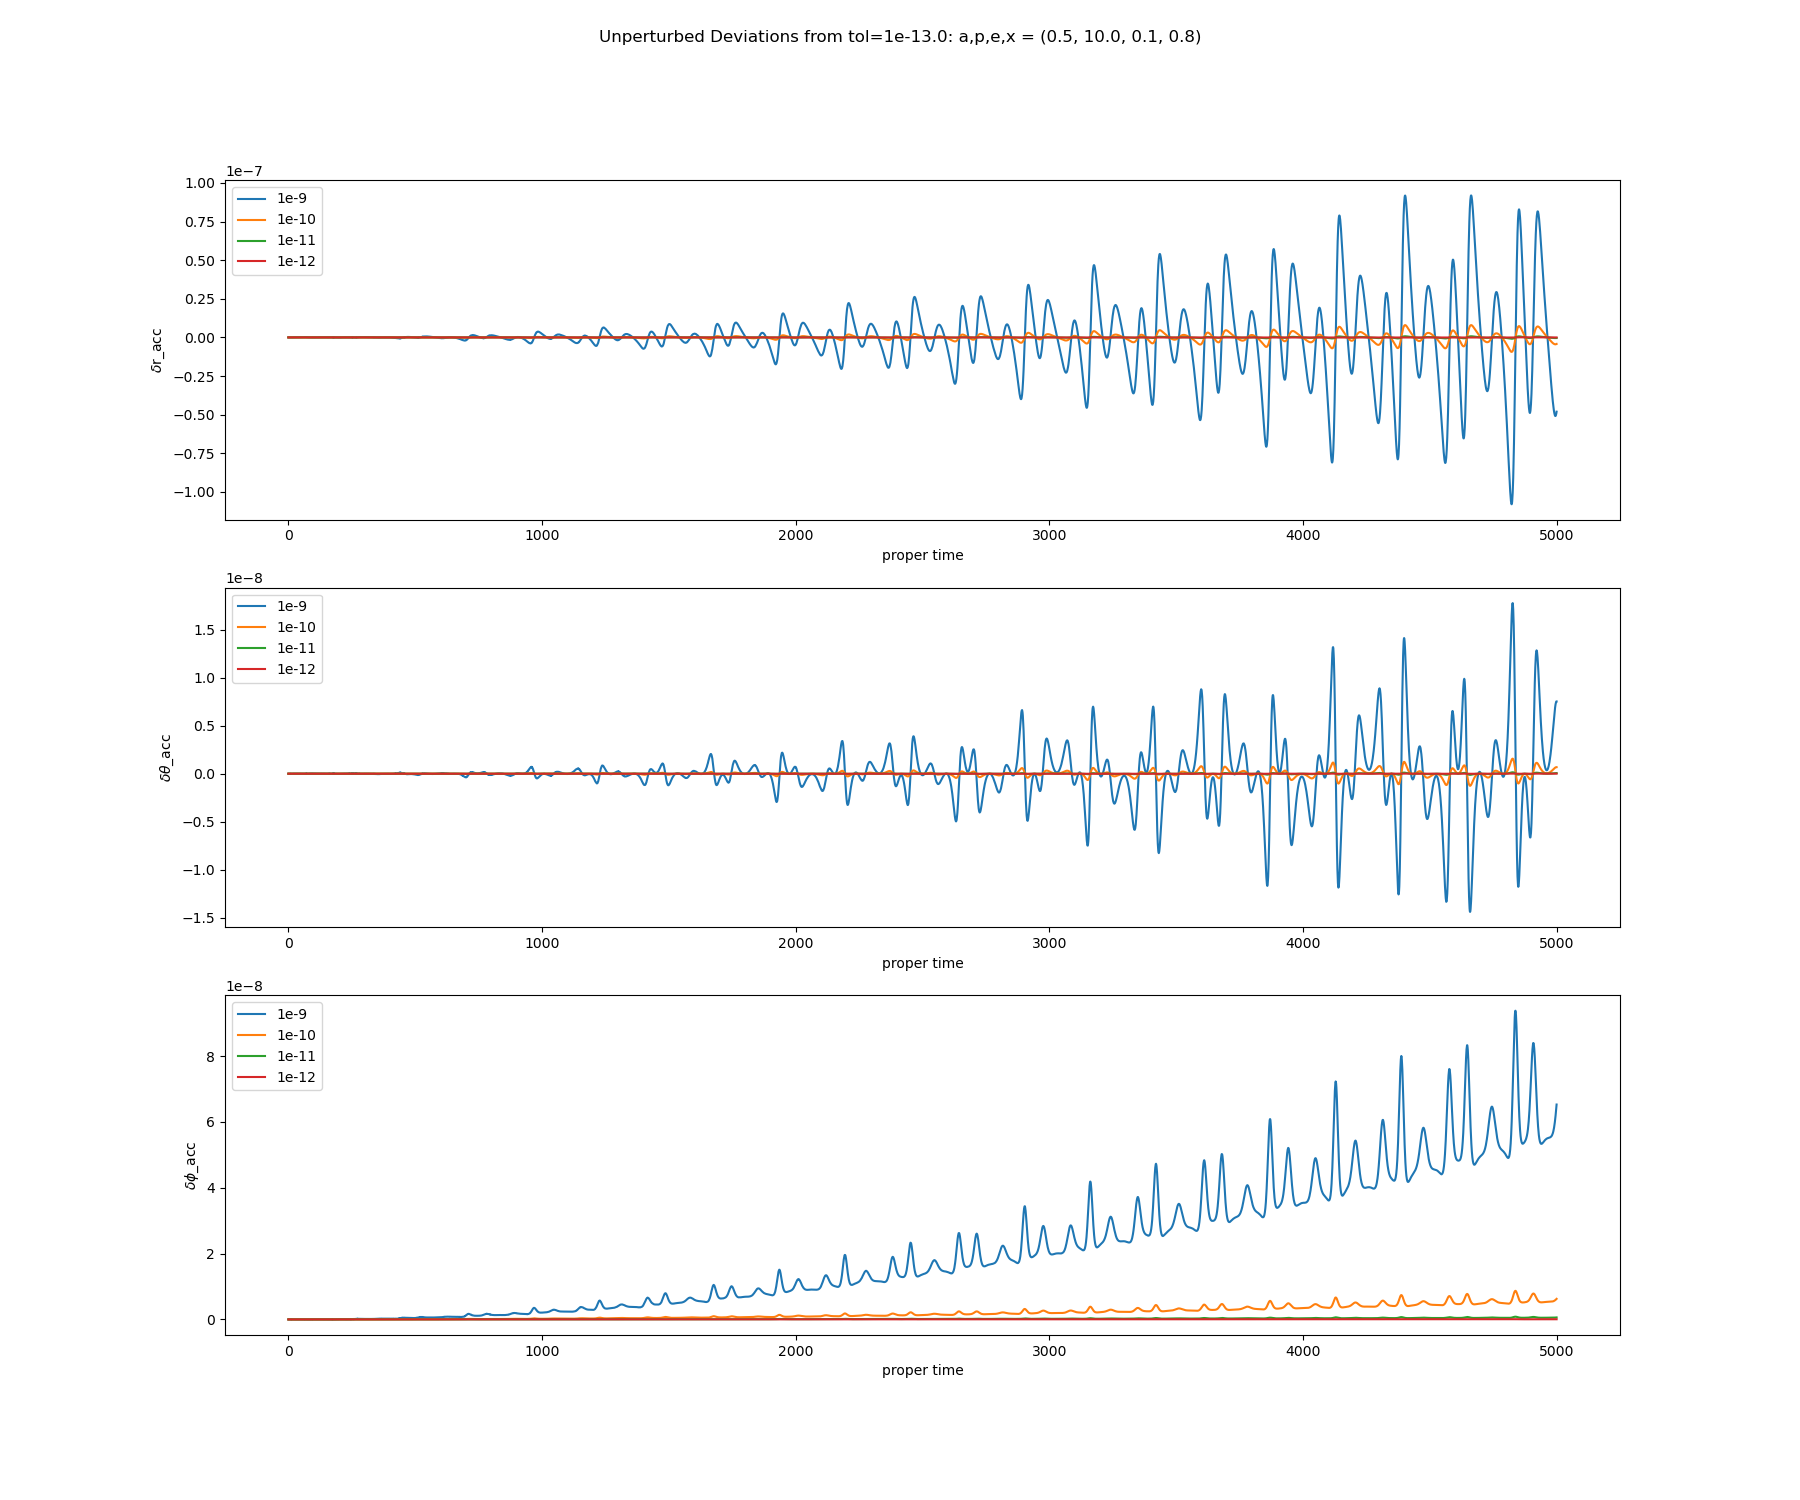 Unperturbed Deviations from tol=1e-13.0: a,p,e,x = (0.5, 10.0, 0.1, 0.8)
1e−7
1.00
0.75
0.50
0.25
0.00
−0.25
−0.50
−0.75
−1.00
δr_acc
1e-9
1e-10
1e-11
1e-12
0 1000 2000 3000 4000 5000
proper time
1e−8
1.5
1.0
0.5
0.0
−0.5
−1.0
−1.5
δθ_acc
1e-9
1e-10
1e-11
1e-12
0 1000 2000 3000 4000 5000
proper time
1e−8
8
6
4
2
0
δϕ_acc
1e-9
1e-10
1e-11
1e-12
0 1000 2000 3000 4000 5000
proper time